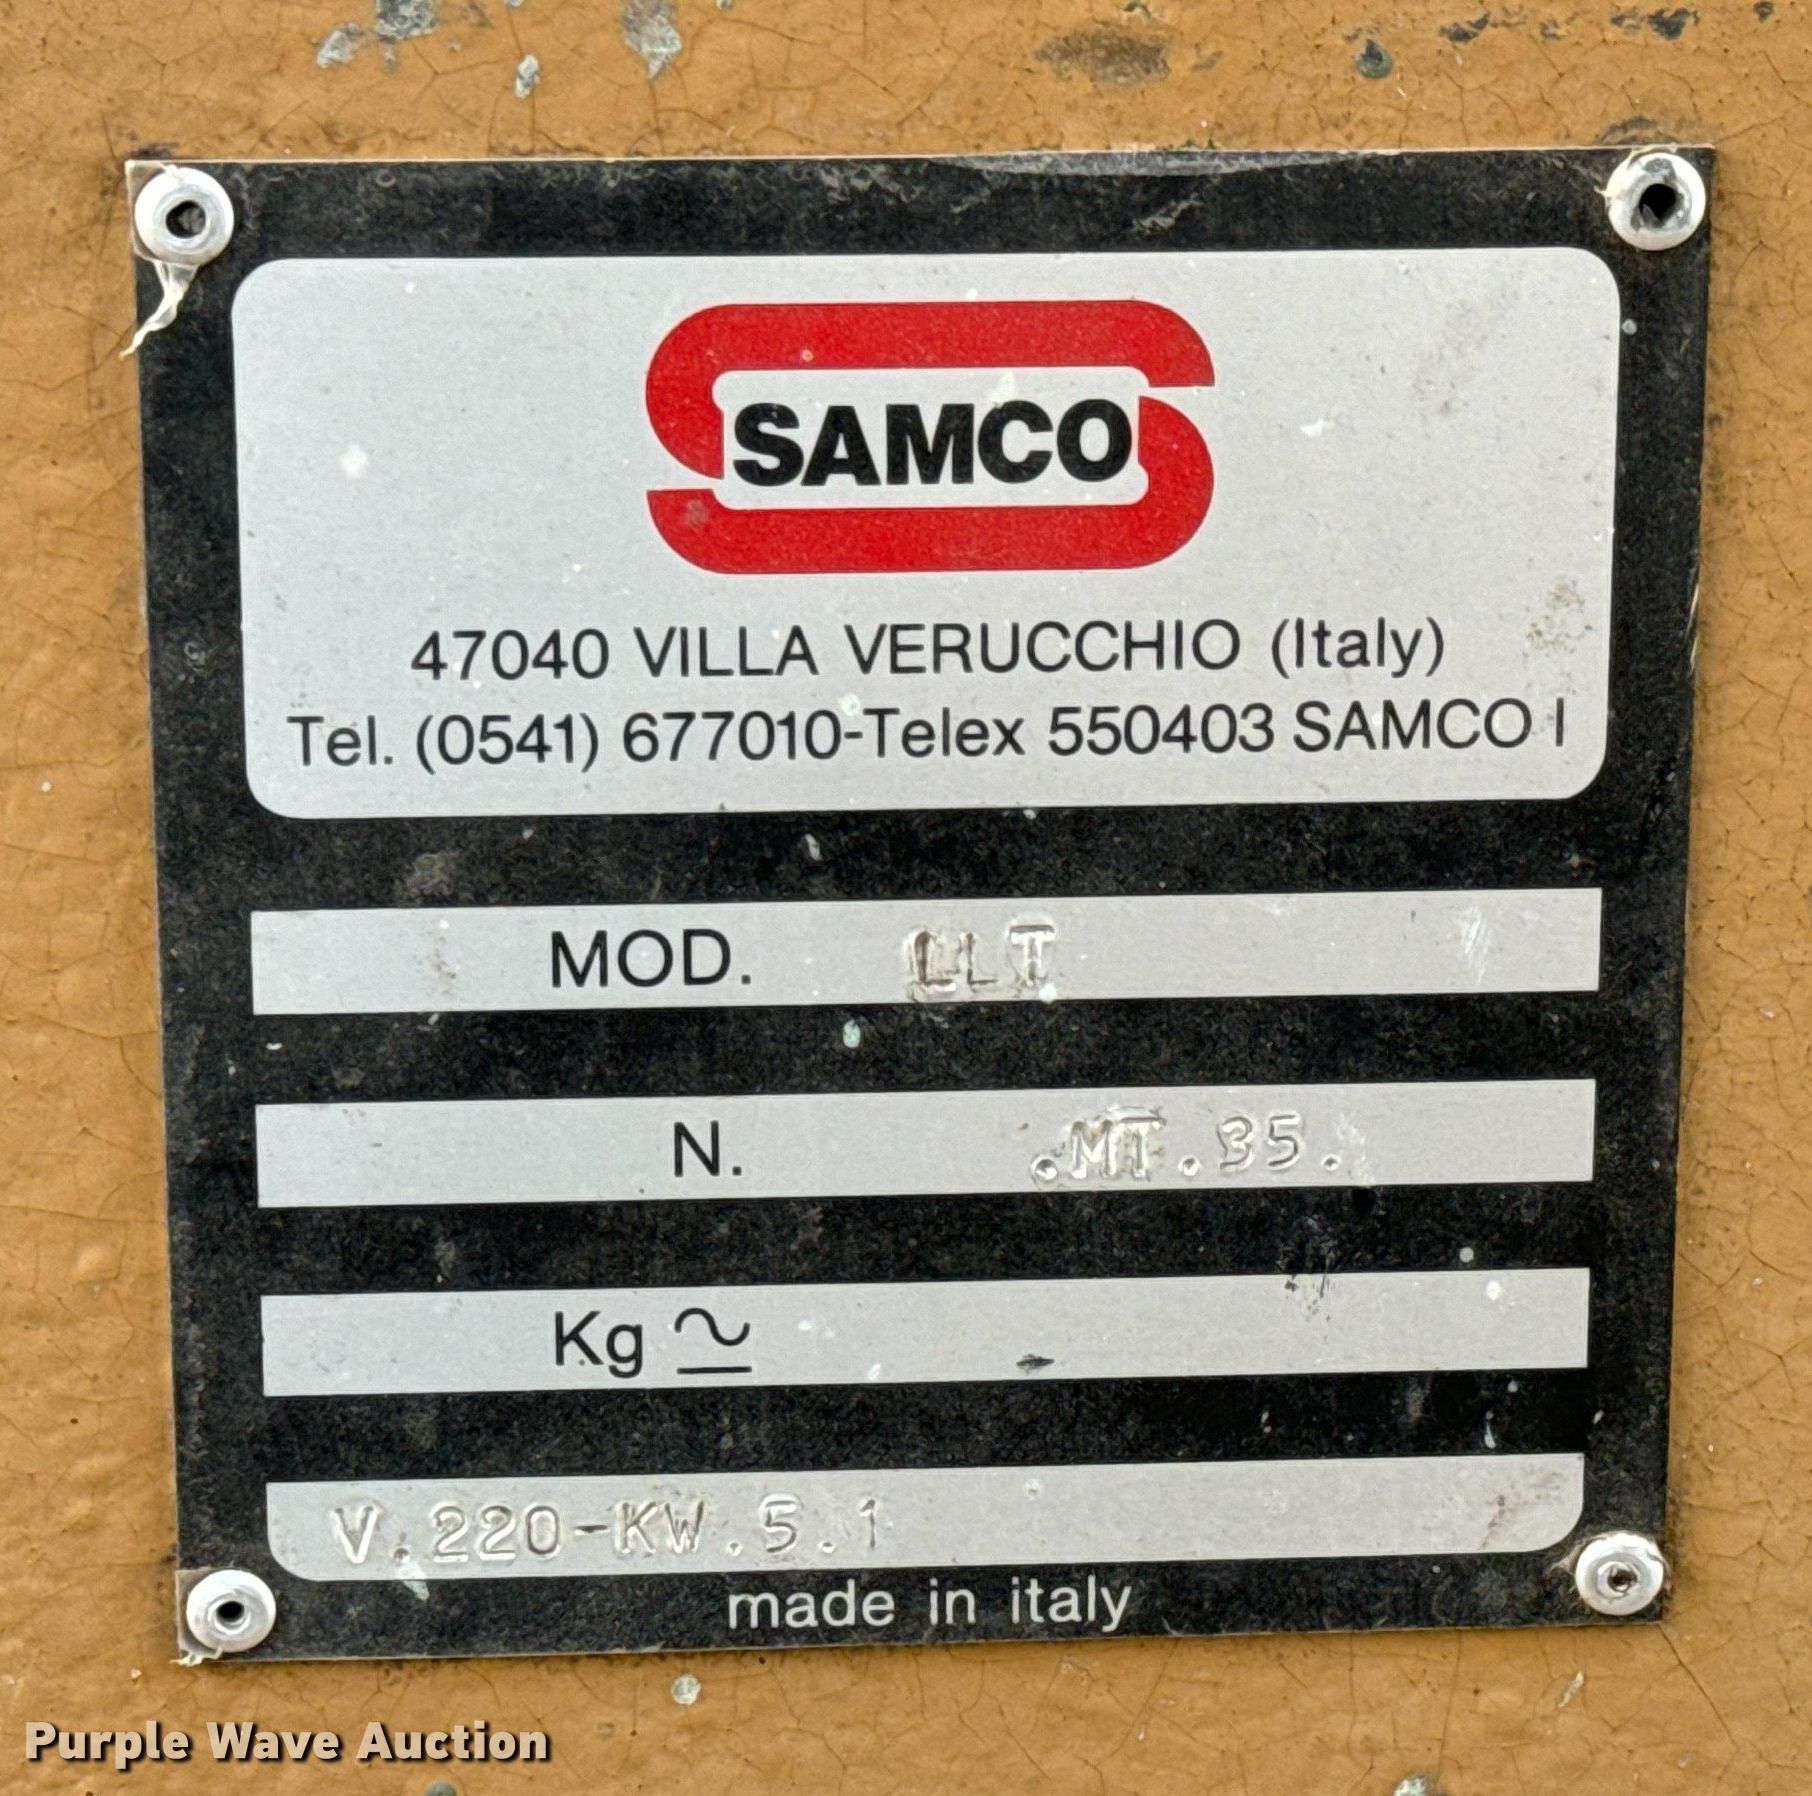 SAMCO
47040 VILLA VERUCCHIO (Italy)
Tel. (0541) 677010-Telex 550403 SAMCO I
MOD. LLT
N. .MT.35.
Kg ≃
V.220-KW.5.1
made in italy
Purple Wave Auction